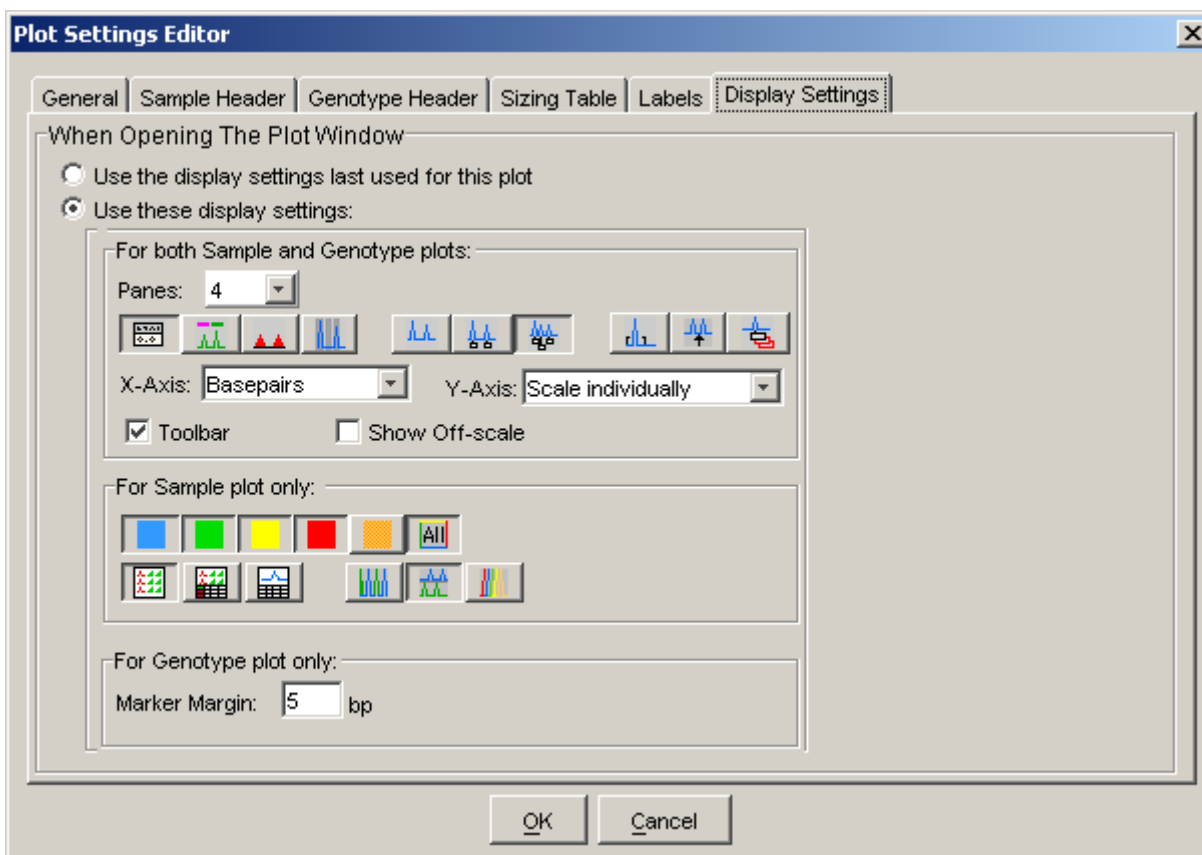 Plot Settings Editor
General Sample Header Genotype Header Sizing Table Labels Display Settings
When Opening The Plot Window
Use the display settings last used for this plot
Use these display settings:
For both Sample and Genotype plots:
Panes: 4
X-Axis: Basepairs Y-Axis: Scale individually
Toolbar Show Off-scale
For Sample plot only:
All
For Genotype plot only:
Marker Margin: 5 bp
OK Cancel